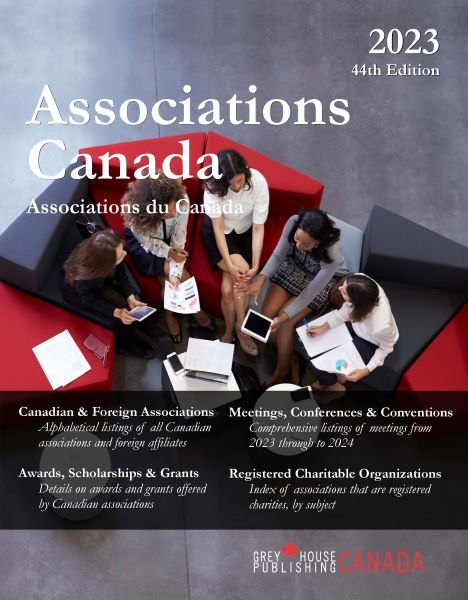 2023
44th Edition
Associations
Canada
Associations du Canada
Canadian & Foreign Associations
Alphabetical listings of all Canadian
associations and foreign affiliates
Meetings, Conferences & Conventions
Comprehensive listings of meetings from
2023 through to 2024
Awards, Scholarships & Grants
Details on awards and grants offered
by Canadian associations
Registered Charitable Organizations
Index of associations that are registered
charities, by subject
GREY HOUSE
PUBLISHING CANADA